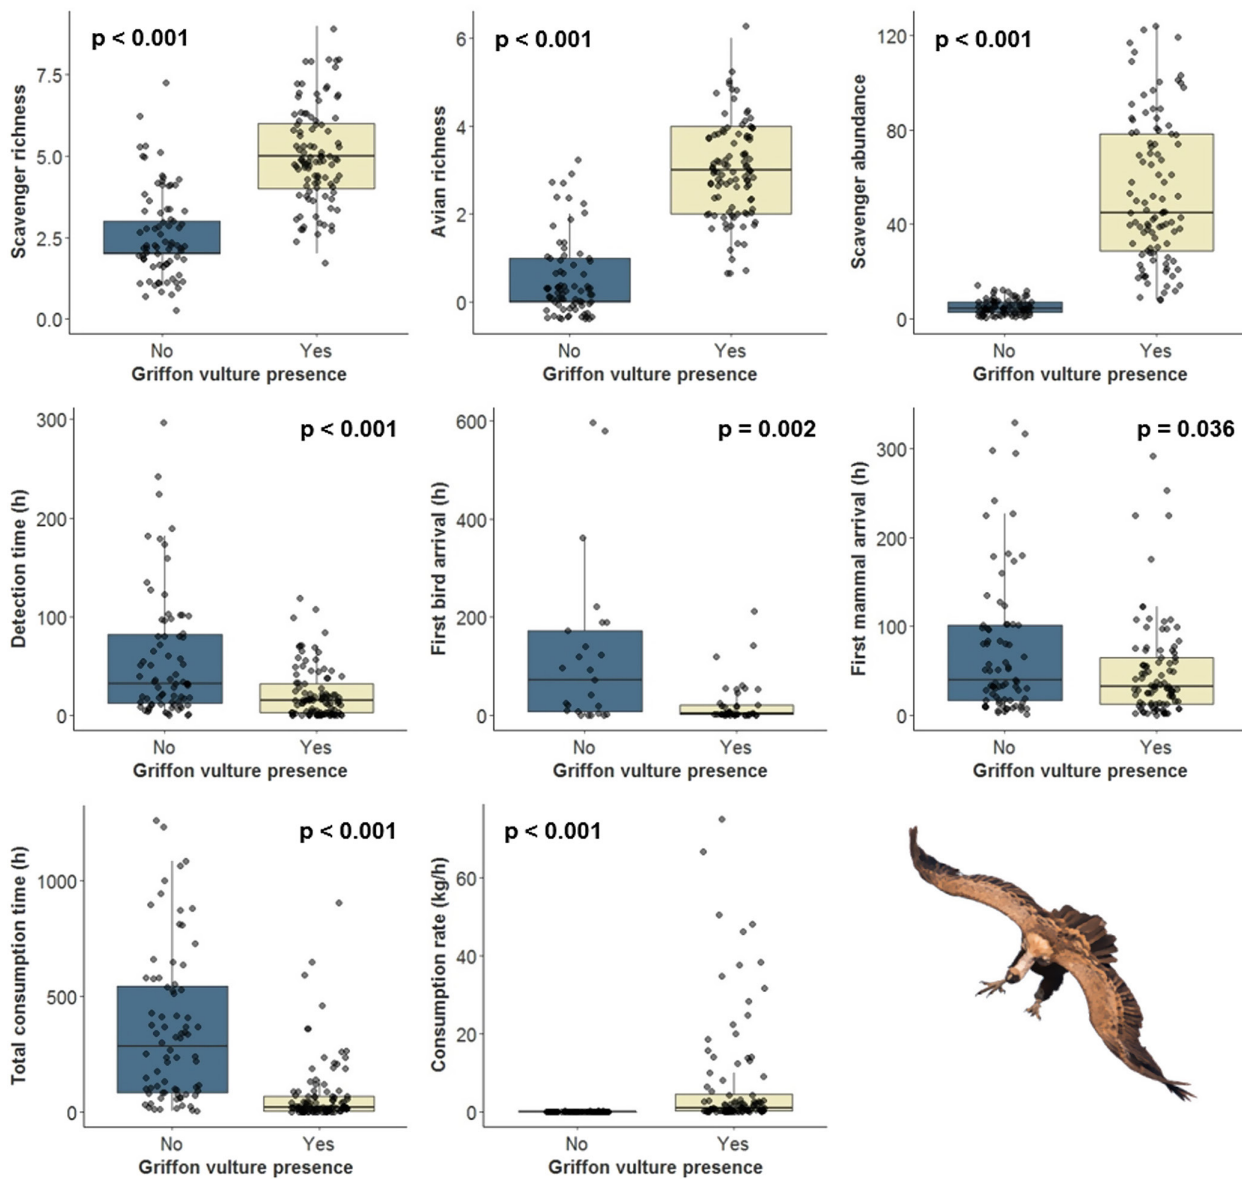 p < 0.001
Scavenger richness
7.5
5.0
2.5
0.0
No
Yes
Griffon vulture presence
p < 0.001
Avian richness
6
4
2
0
No
Yes
Griffon vulture presence
p < 0.001
Scavenger abundance
120
80
40
0
No
Yes
Griffon vulture presence
p < 0.001
Detection time (h)
300
200
100
0
No
Yes
Griffon vulture presence
p = 0.002
First bird arrival (h)
600
400
200
0
No
Yes
Griffon vulture presence
p = 0.036
First mammal arrival (h)
300
200
100
0
No
Yes
Griffon vulture presence
p < 0.001
Total consumption time (h)
1000
500
0
No
Yes
Griffon vulture presence
p < 0.001
Consumption rate (kg/h)
60
40
20
0
No
Yes
Griffon vulture presence